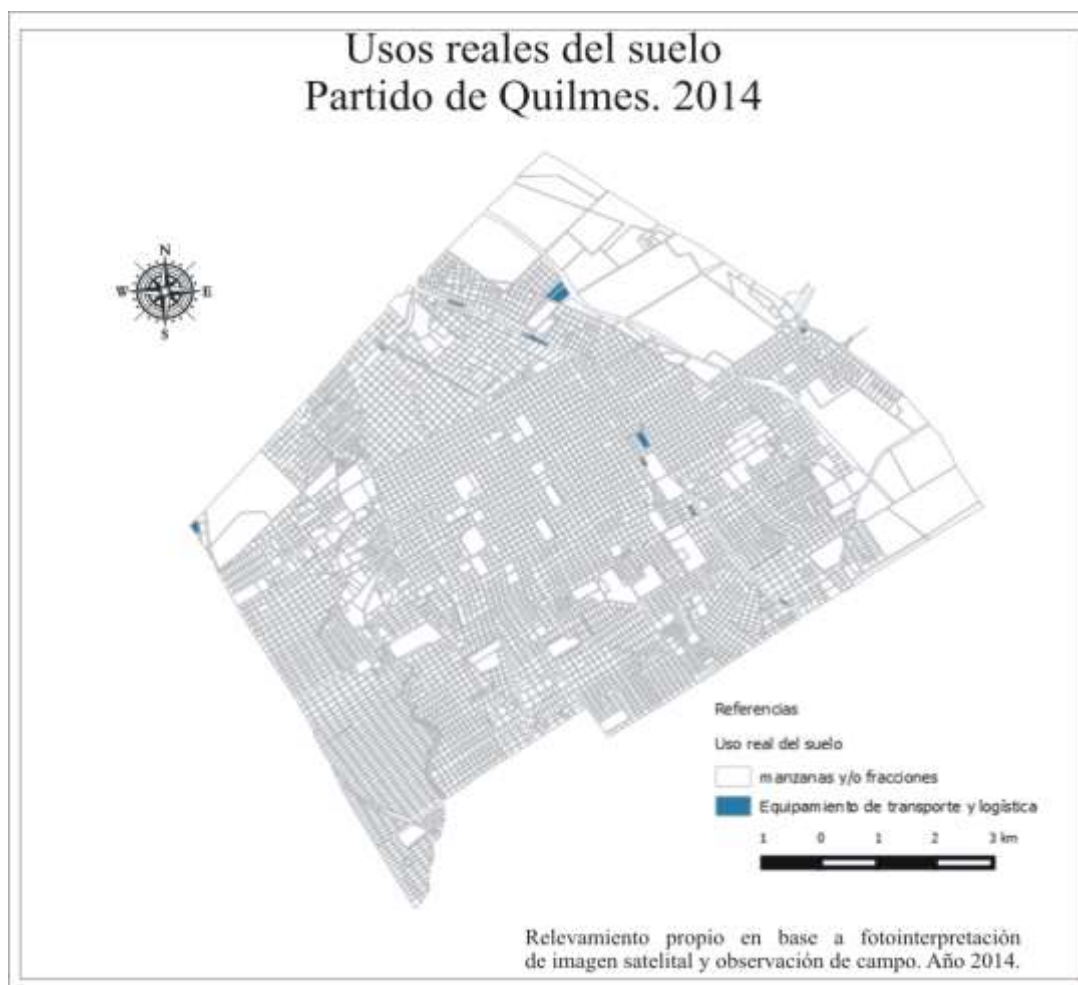 Usos reales del suelo
Partido de Quilmes. 2014
N
W E
S
Referencias
Uso real del suelo
manzanas y/o fracciones
Equipamiento de transporte y logística
1 0 1 2 3 km
Relevamiento propio en base a fotointerpretación
de imagen satelital y observación de campo. Año 2014.